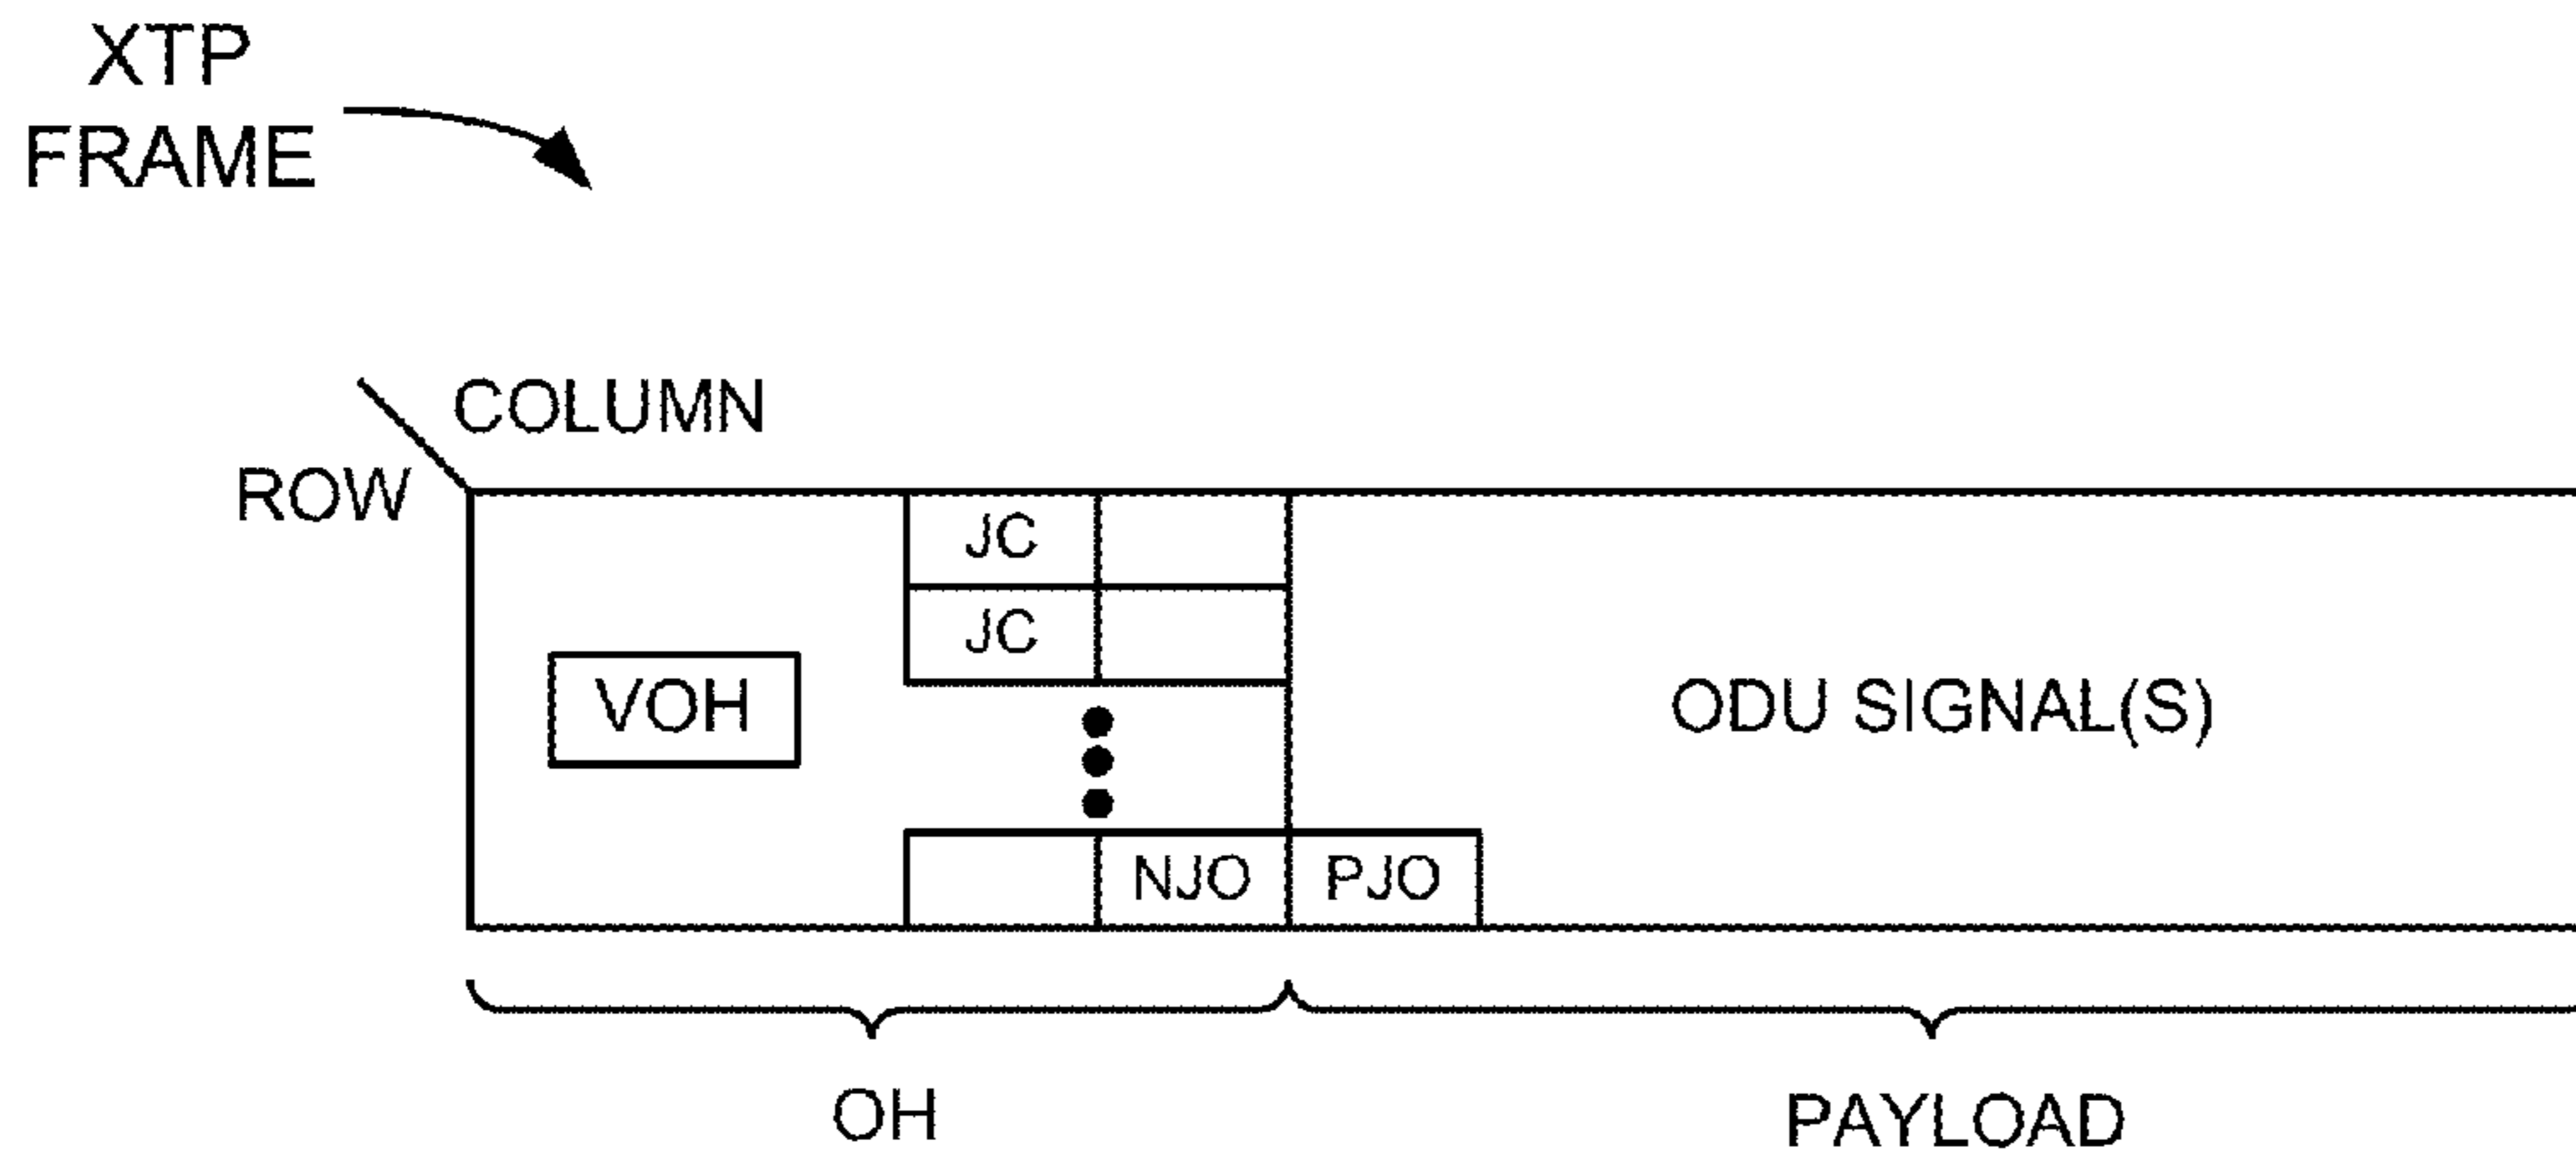 XTP
FRAME
COLUMN
ROW
JC
JC
VOH
ODU SIGNAL(S)
NJO PJO
OH
PAYLOAD